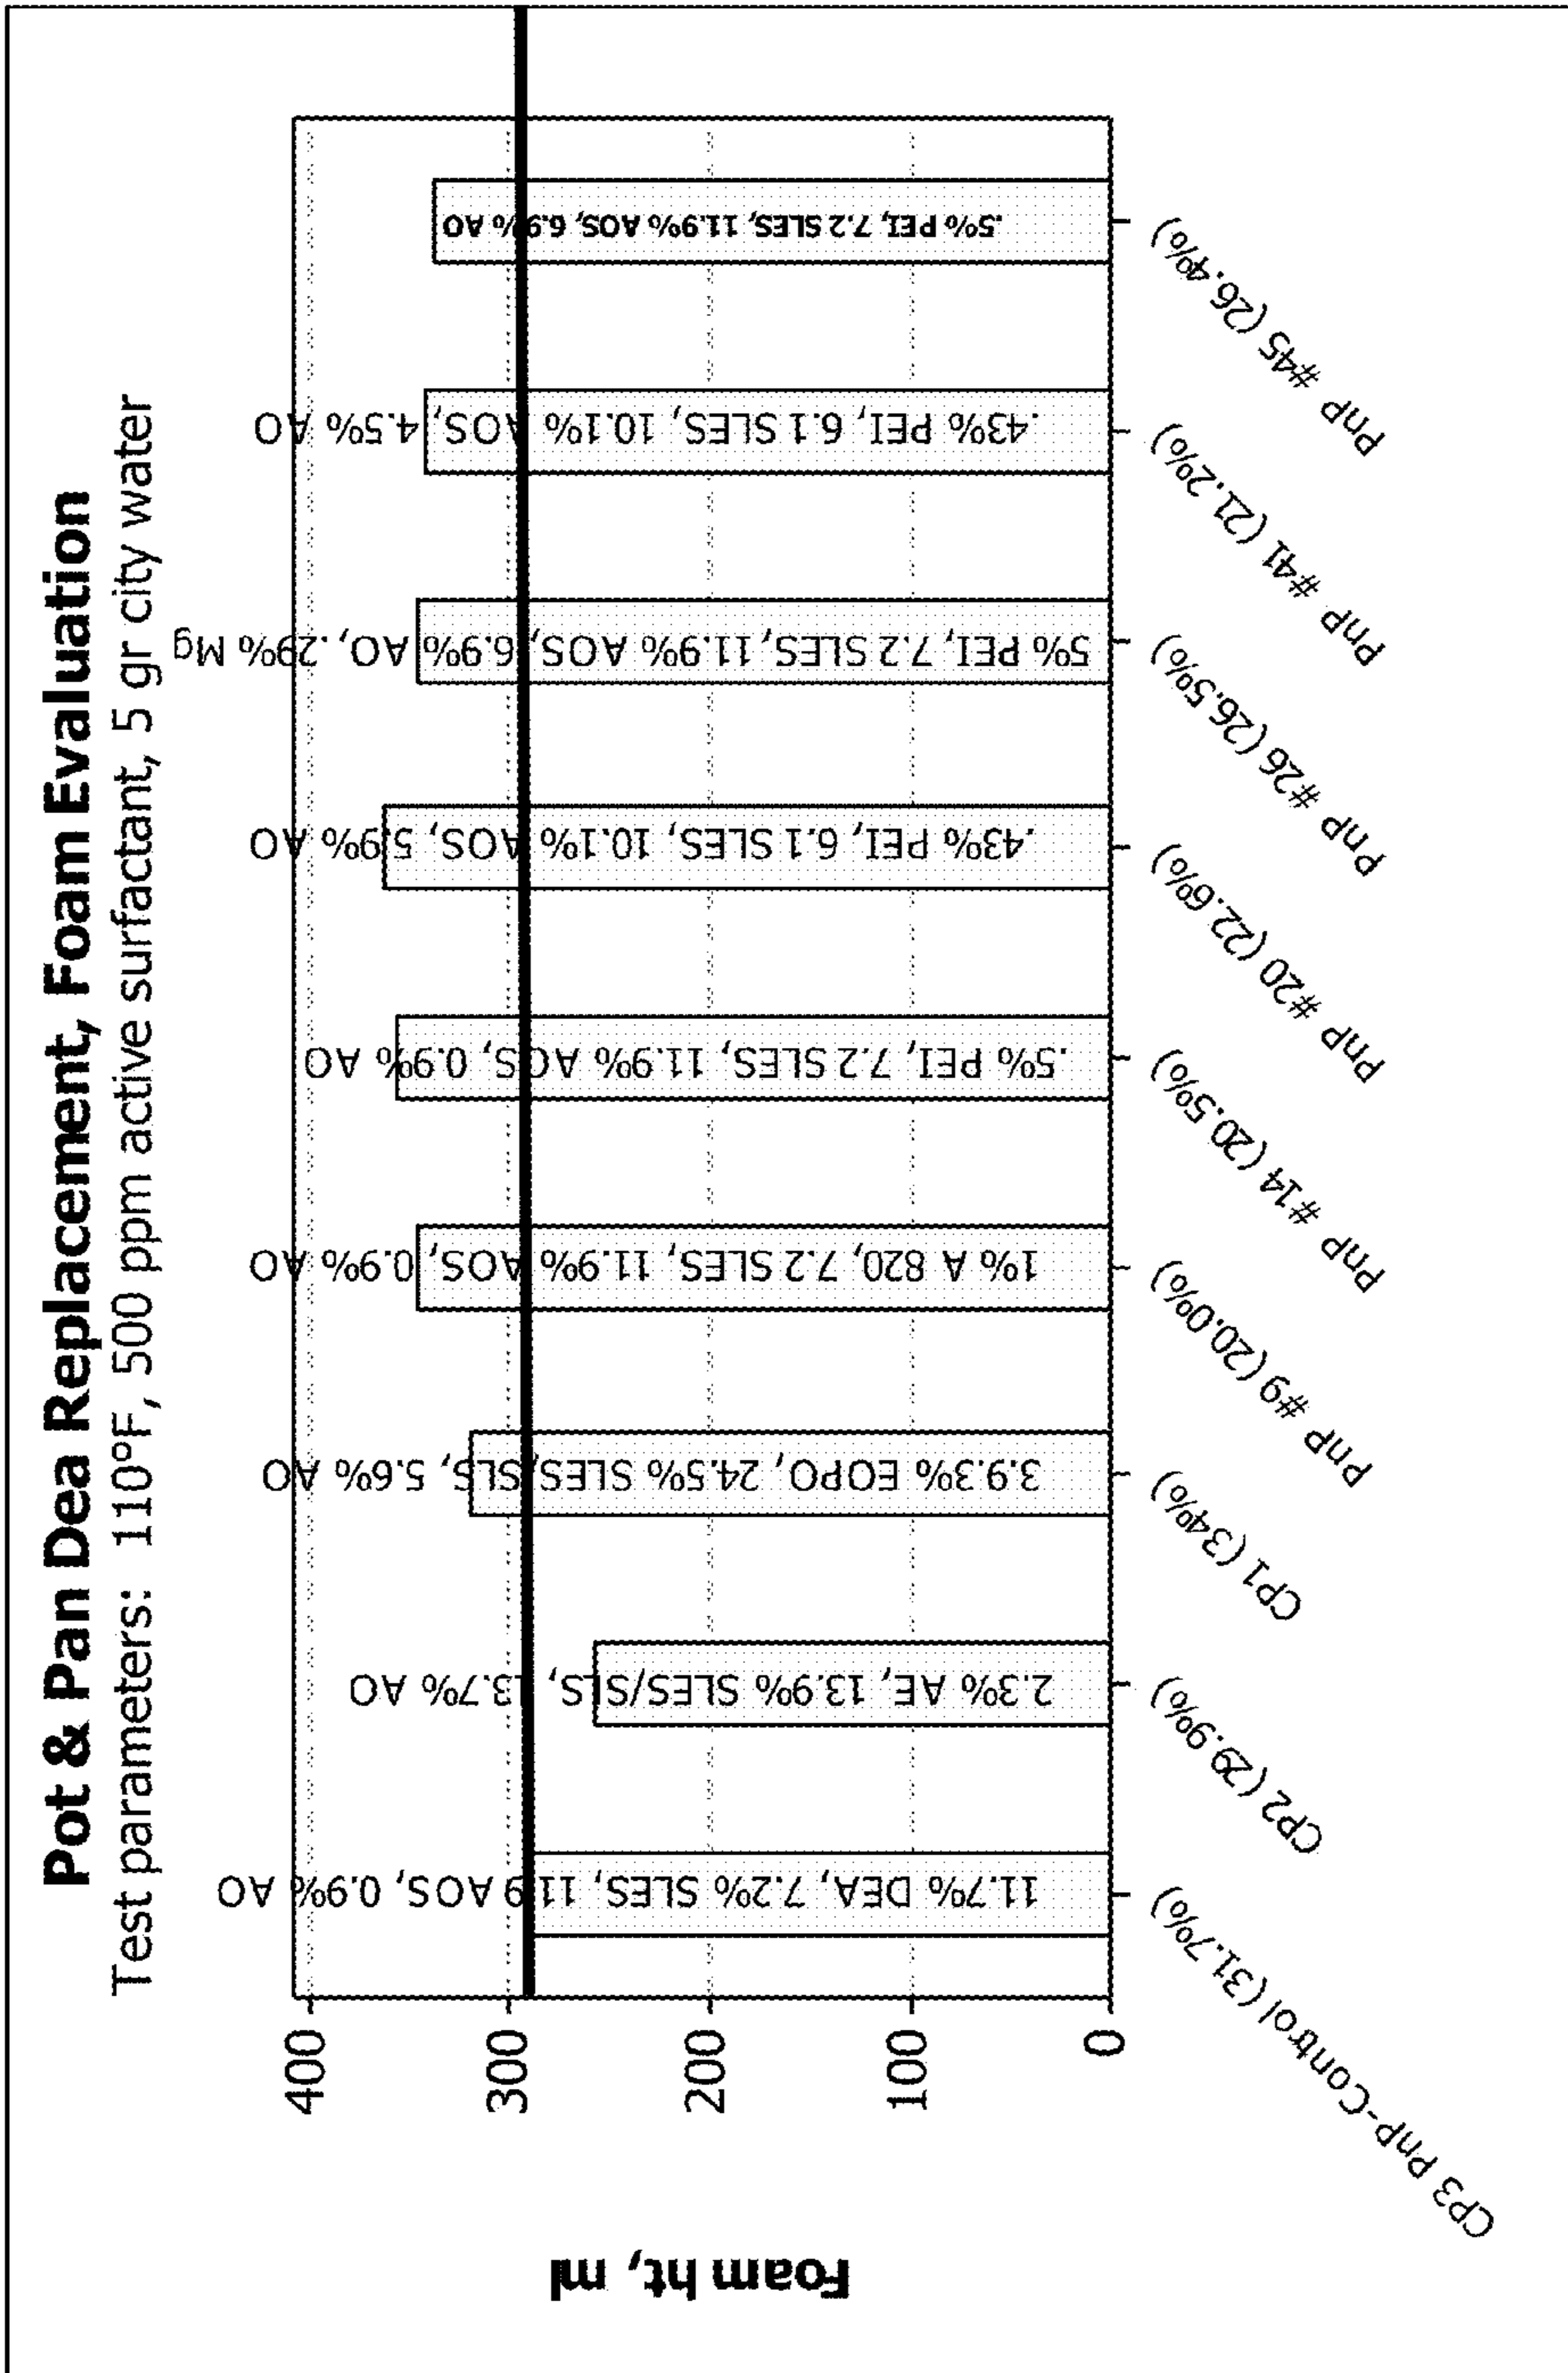 Pot & Pan Dea Replacement, Foam Evaluation
Test parameters: 110°F, 500 ppm active surfactant, 5 gr city water
Foam ht, ml
400
300
200
100
0
11.7% DEA, 7.2% SLES, 11.9 AOS, 0.9% AO
2.3% AE, 13.9% SLES/SLS, 13.7% AO
3.9.3% EOPO, 24.5% SLES,SLS, 5.6% AO
1% A 820, 7.2 SLES, 11.9% AOS, 0.9% AO
.5% PEI, 7.2 SLES, 11.9% AOS, 0.9% AO
.43% PEI, 6.1 SLES, 10.1% AOS, 5.9% AO
5% PEI, 7.2 SLES, 11.9% AOS, 6.9% AO, .29% Mg
.43% PEI, 6.1 SLES, 10.1% AOS, 4.5% AO
.5% PEI, 7.2 SLES, 11.9% AOS, 6.9% AO
CP3 PnP-Control (31.7%)
CP2 (29.9%)
CP1 (34%)
PnP #9 (20.0%)
PnP #14 (20.5%)
PnP #20 (22.6%)
PnP #26 (26.5%)
PnP #41 (21.2%)
PnP #45 (26.4%)